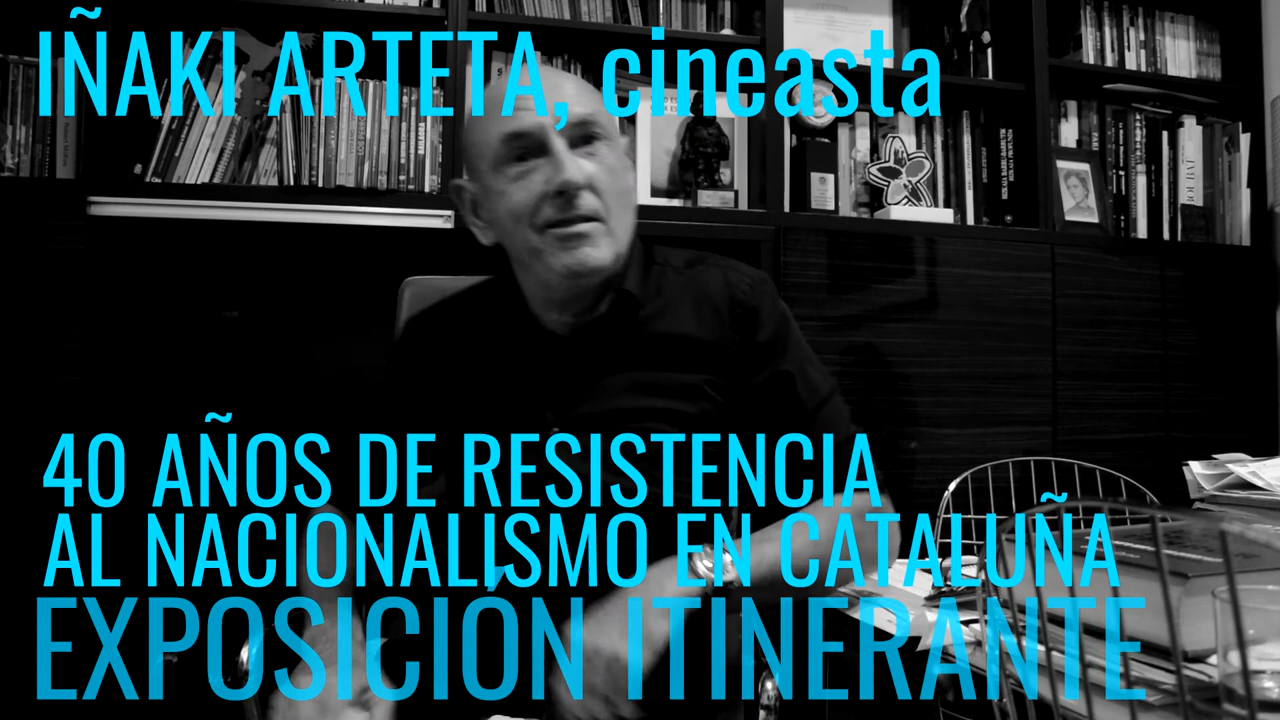 IÑAKI ARTETA, cineasta
40 AÑOS DE RESISTENCIA
AL NACIONALISMO EN CATALUÑA
EXPOSICIÓN ITINERANTE